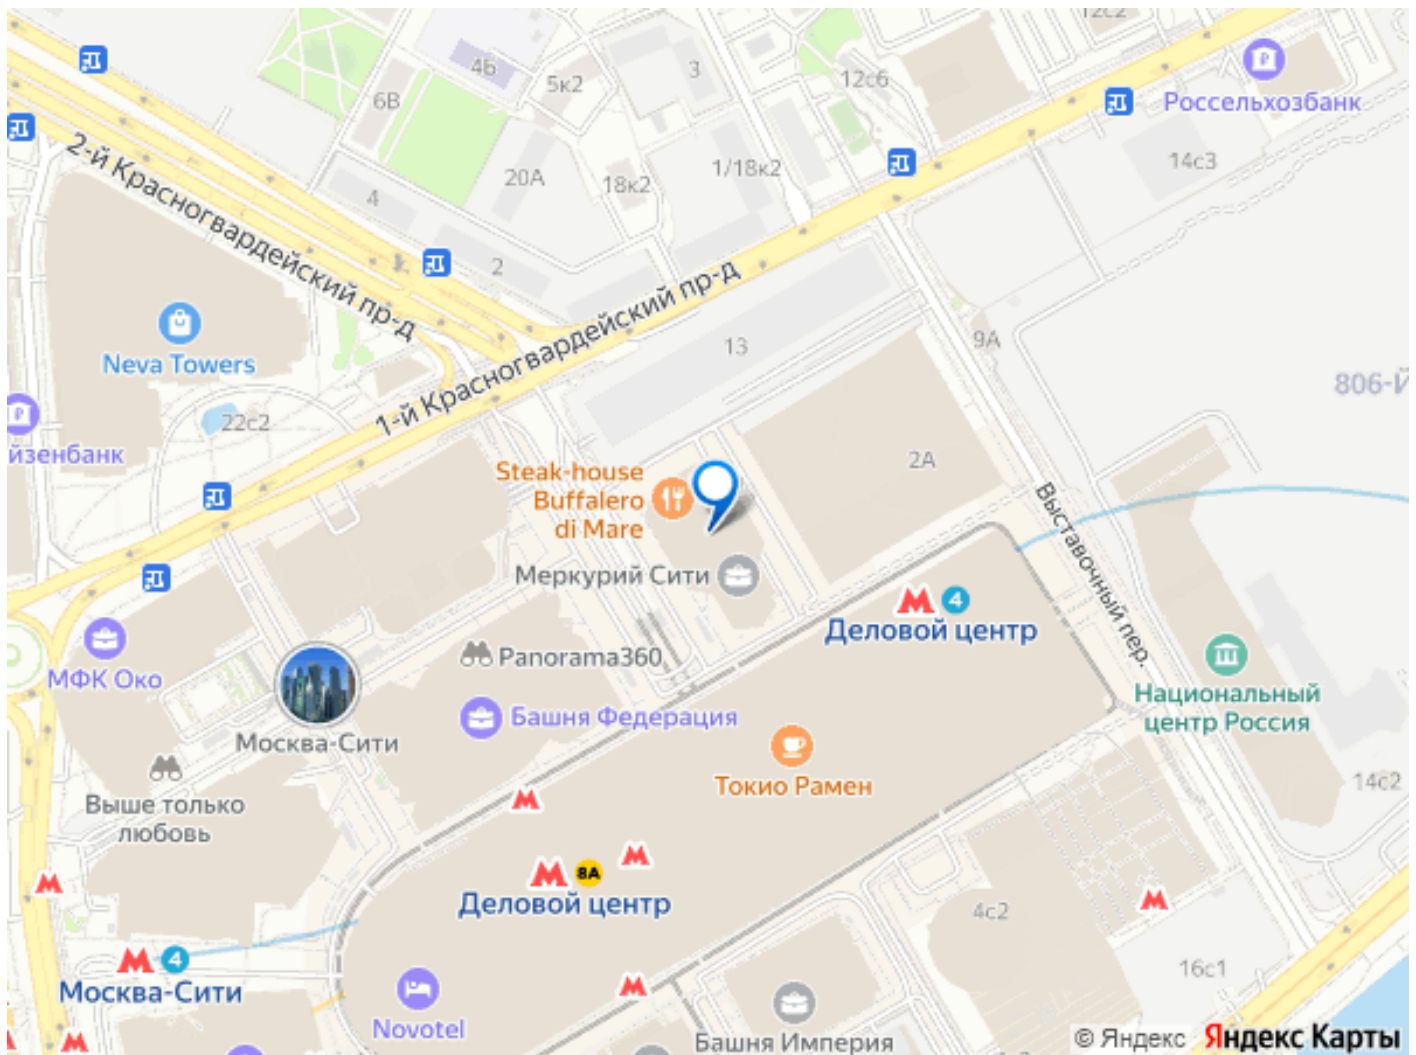 12с2
4Б
3
5к2
12с6
6В
Россельхозбанк
2-й Красногвардейский пр-д
20А
18к2
1/18к2
14с3
4
2
1-й Красногвардейский пр-д
Neva Towers
13
9А
806-Й
22с2
йзенбанк
Steak-house
Buffalero
di Mare
2А
Выставочный пер.
Меркурий Сити
4
Деловой центр
МФК Око
Panorama360
Национальный
центр Россия
Москва-Сити
Башня Федерация
Токио Рамен
14с2
Выше только
любовь
8А
Деловой центр
4с2
4
Москва-Сити
16с1
Novotel
Башня Империя
© Яндекс Яндекс Карты